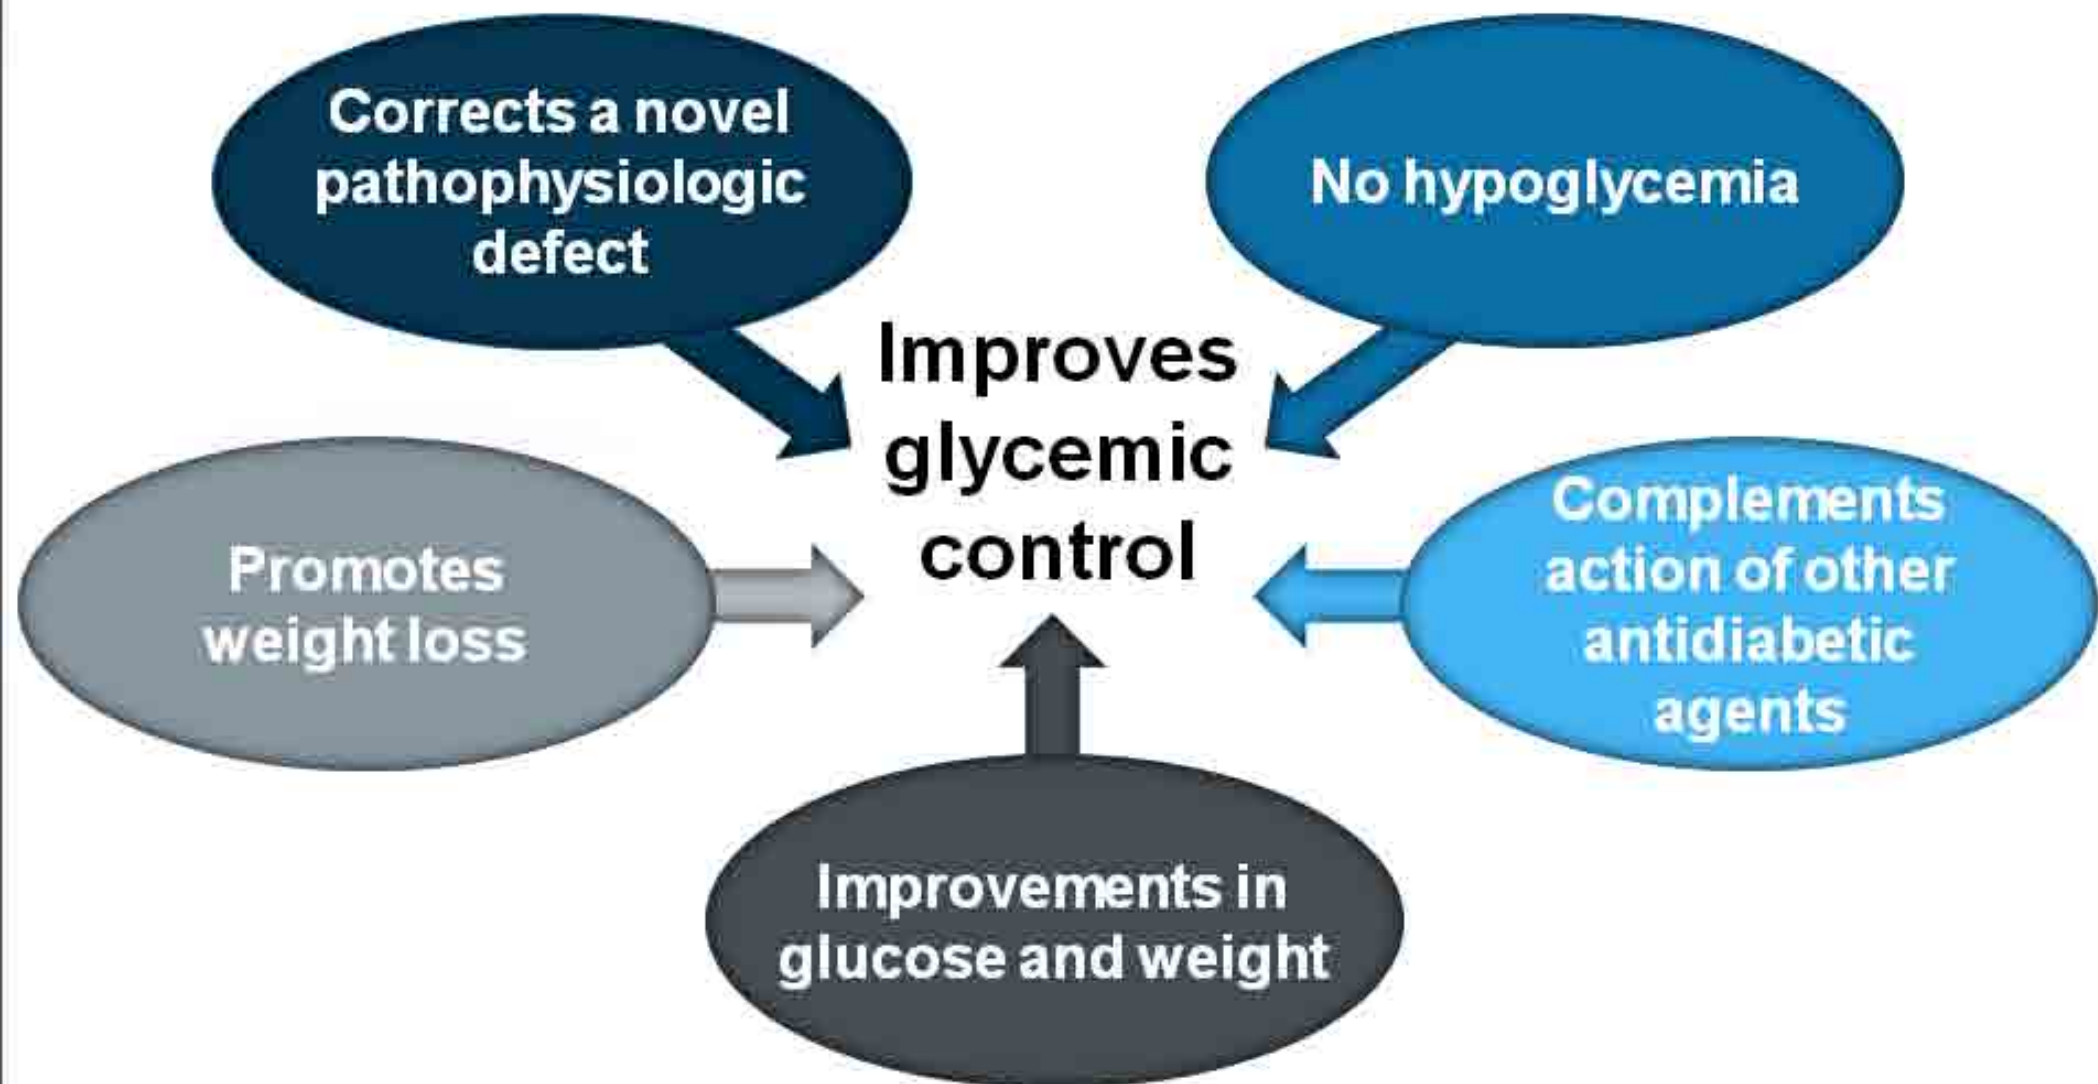 Corrects a novel
pathophysiologic
defect
No hypoglycemia
Improves
glycemic
control
Promotes
weight loss
Complements
action of other
antidiabetic
agents
Improvements in
glucose and weight